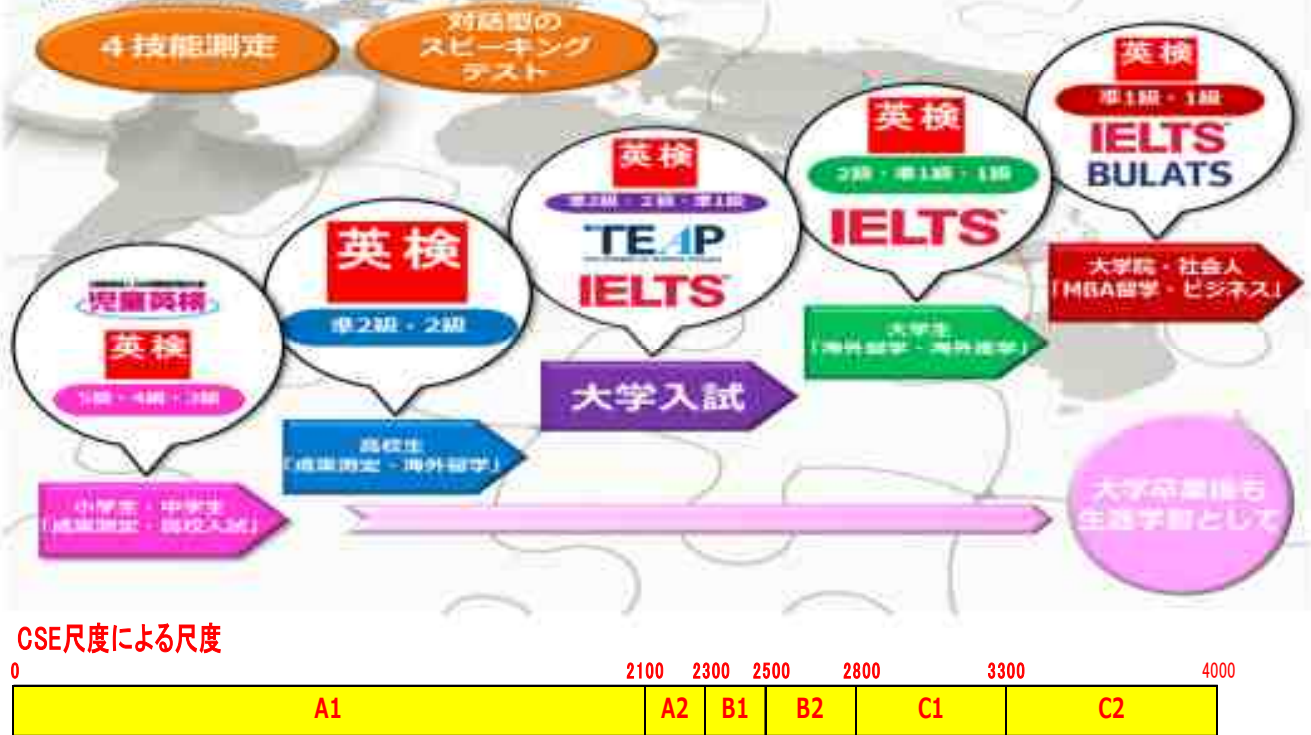 4技能測定
対話型の
スピーキング
テスト
児童英検
英検
5級・4級・3級
小学生・中学生
「成果測定・高校入試」
英検
準2級・2級
高校生
「成果測定・海外留学」
英検
準2級・2級・準1級
TEAP
IELTS
大学入試
英検
2級・準1級・1級
IELTS
大学生
「海外留学・海外進学」
英検
準1級・1級
IELTS
BULATS
大学院・社会人
「MBA留学・ビジネス」
大学卒業後も
生涯学習として
CSE尺度による尺度
0 2100 2300 2500 2800 3300 4000
A1 A2 B1 B2 C1 C2